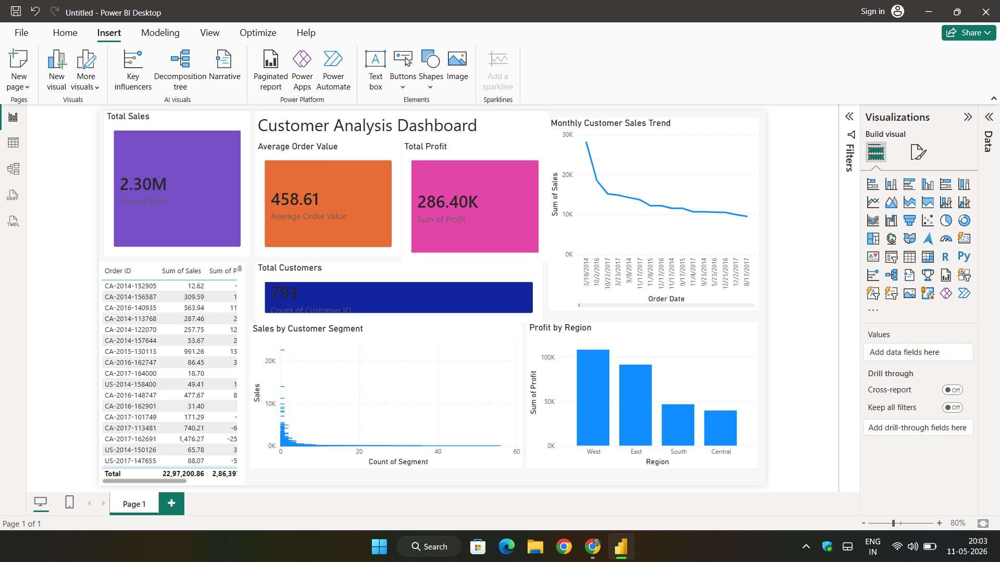 Untitled - Power BI Desktop
Sign in
File Home Insert Modeling View Optimize Help
Share
New page
New visual
More visuals
Key influencers
Decomposition tree
Narrative
Paginated report
Power Apps
Power Automate
Text box
Buttons
Shapes
Image
Add a sparkline
Pages
Visuals
AI visuals
Power Platform
Elements
Sparklines
DAX
TMDL
Total Sales
2.30M
Sum of Sales
Customer Analysis Dashboard
Average Order Value
458.61
Average Order Value
Total Profit
286.40K
Sum of Profit
Total Customers
793
Count of Customer ID
Monthly Customer Sales Trend
Sum of Sales
30K
20K
10K
0K
3/18/2014
10/2/2016
10/22/2017
3/23/2017
9/8/2014
11/17/2017
11/8/2015
12/17/2016
11/17/2014
9/17/2015
11/4/2017
9/23/2014
5/23/2016
12/25/2016
12/2/2017
8/17/2017
Order Date
Order ID Sum of Sales Sum of P
CA-2014-152905 12.62 -
CA-2014-156587 309.59 1
CA-2016-140935 563.94 11
CA-2014-113768 287.46 2
CA-2014-122070 257.75 12
CA-2014-157644 53.67 2
CA-2015-130113 991.26 13
CA-2016-162747 86.45 3
CA-2017-164000 18.70
US-2014-158400 49.41 1
CA-2016-148747 477.67 8
CA-2016-162901 31.40
CA-2017-101749 171.29 -
CA-2017-113481 740.21 -6
CA-2017-162691 1,476.27 -25
US-2014-150126 65.78 3
US-2017-147655 88.07 -5
Total 22,97,200.86 2,86,397
Sales by Customer Segment
Sales
20K
10K
0K
0 20 40 60
Count of Segment
Profit by Region
Sum of Profit
100K
50K
0K
West East South Central
Region
Filters
Visualizations
Build visual
123
R
Py
...
Values
Add data fields here
Drill through
Cross-report
Off
Keep all filters
Off
Add drill-through fields here
Data
Page 1
Page 1 of 1
- + 80%
Search
ENG
IN
20:03
11-05-2026